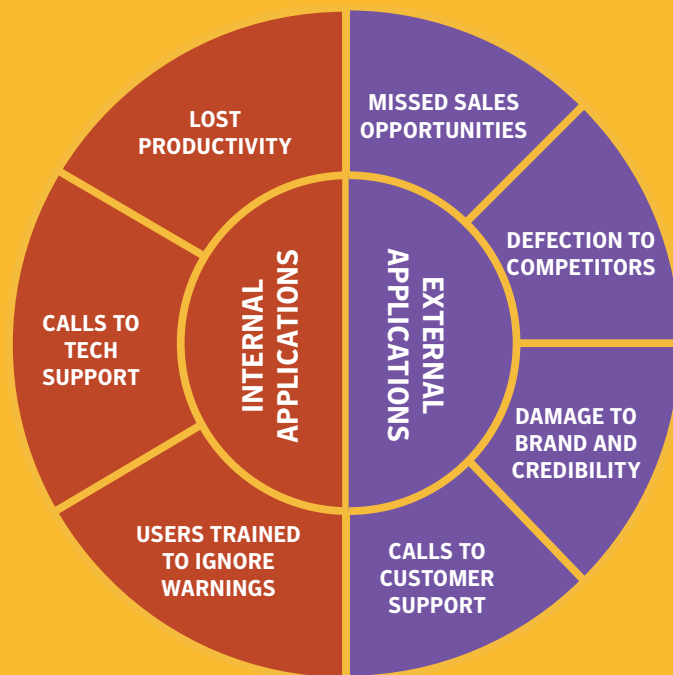 LOST
PRODUCTIVITY
CALLS TO
TECH
SUPPORT
USERS TRAINED
TO IGNORE
WARNINGS
INTERNAL
APPLICATIONS
EXTERNAL
APPLICATIONS
MISSED SALES
OPPORTUNITIES
DEFECTION TO
COMPETITORS
DAMAGE TO
BRAND AND
CREDIBILITY
CALLS TO
CUSTOMER
SUPPORT